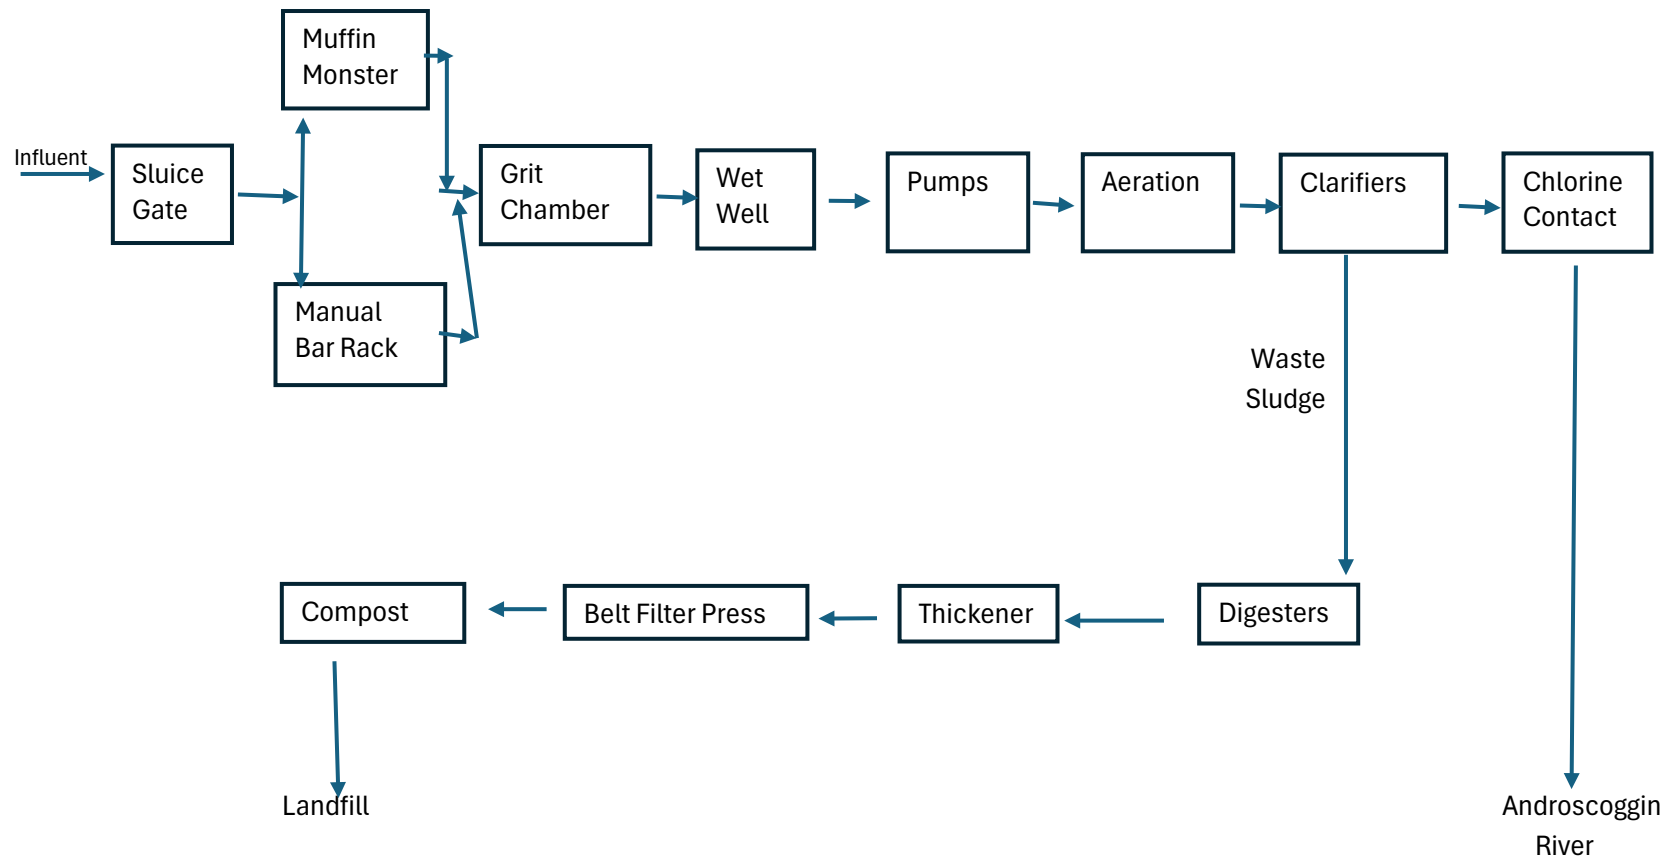 Muffin
Monster
Influent
Sluice
Gate
Grit
Chamber
Wet
Well
Pumps
Aeration
Clarifiers
Chlorine
Contact
Manual
Bar Rack
Waste
Sludge
Compost
Belt Filter Press
Thickener
Digesters
Landfill
Androscoggin
River